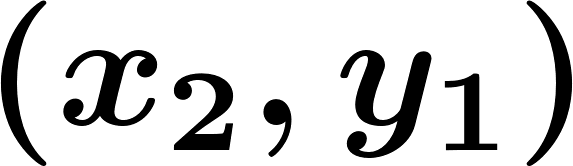 (x₂, y₁)